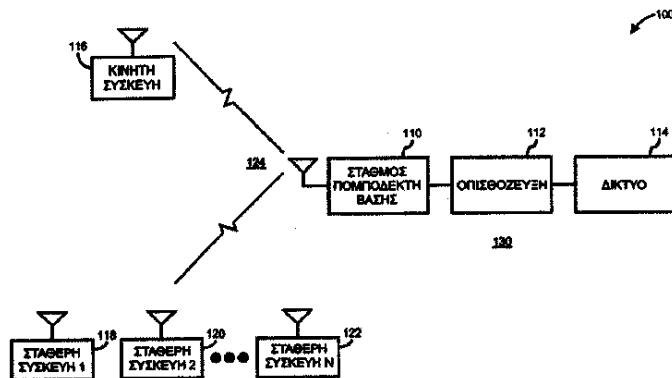 100
116
ΚΙΝΗΤΗ
ΣΥΣΚΕΥΗ
124
110
ΣΤΑΘΜΟΣ
ΠΟΜΠΟΔΕΚΤΗ
ΒΑΣΗΣ
112
ΟΠΙΣΘΟΖΕΥΞΗ
114
ΔΙΚΤΥΟ
130
118
ΣΤΑΘΕΡΗ
ΣΥΣΚΕΥΗ 1
120
ΣΤΑΘΕΡΗ
ΣΥΣΚΕΥΗ 2
122
ΣΤΑΘΕΡΗ
ΣΥΣΚΕΥΗ Ν